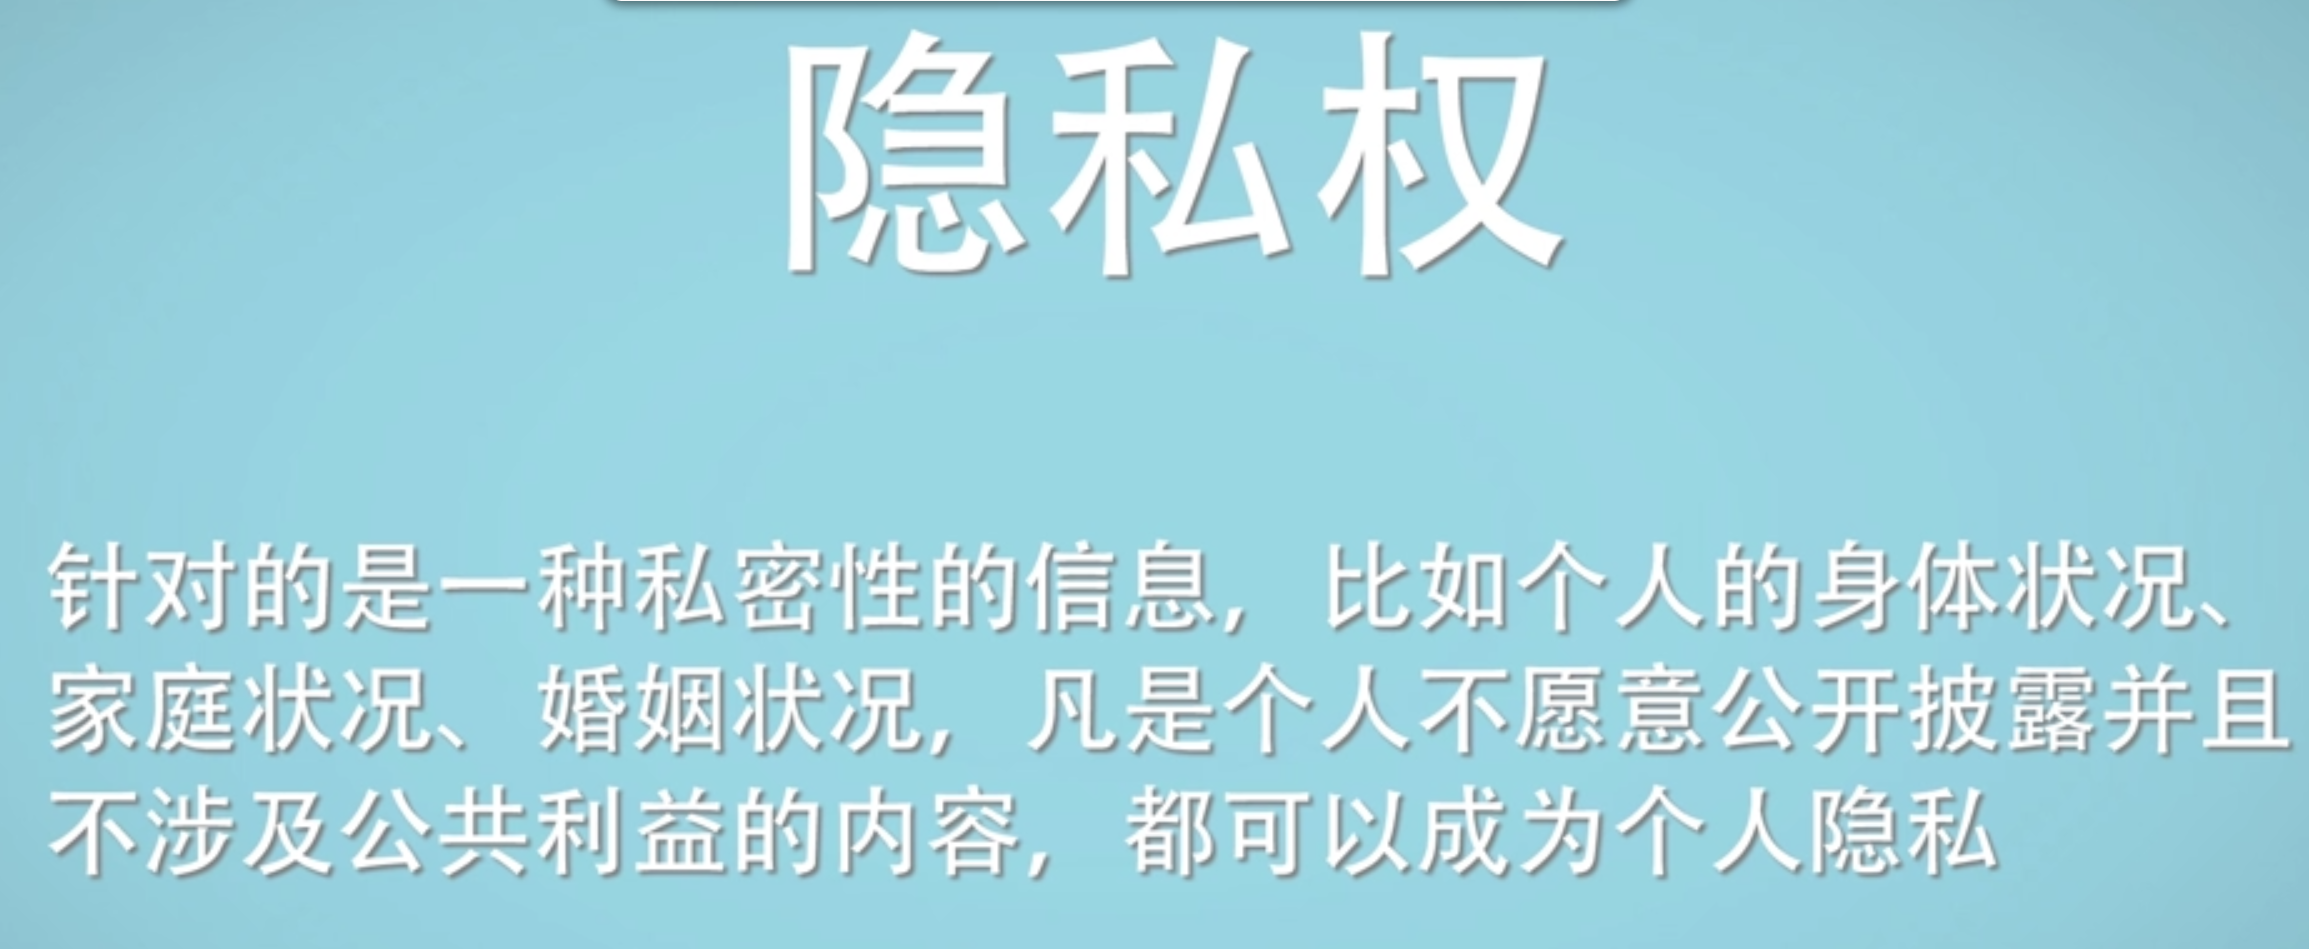 隐私权
针对的是一种私密性的信息，比如个人的身体状况、
家庭状况、婚姻状况，凡是个人不愿意公开披露并且
不涉及公共利益的内容，都可以成为个人隐私